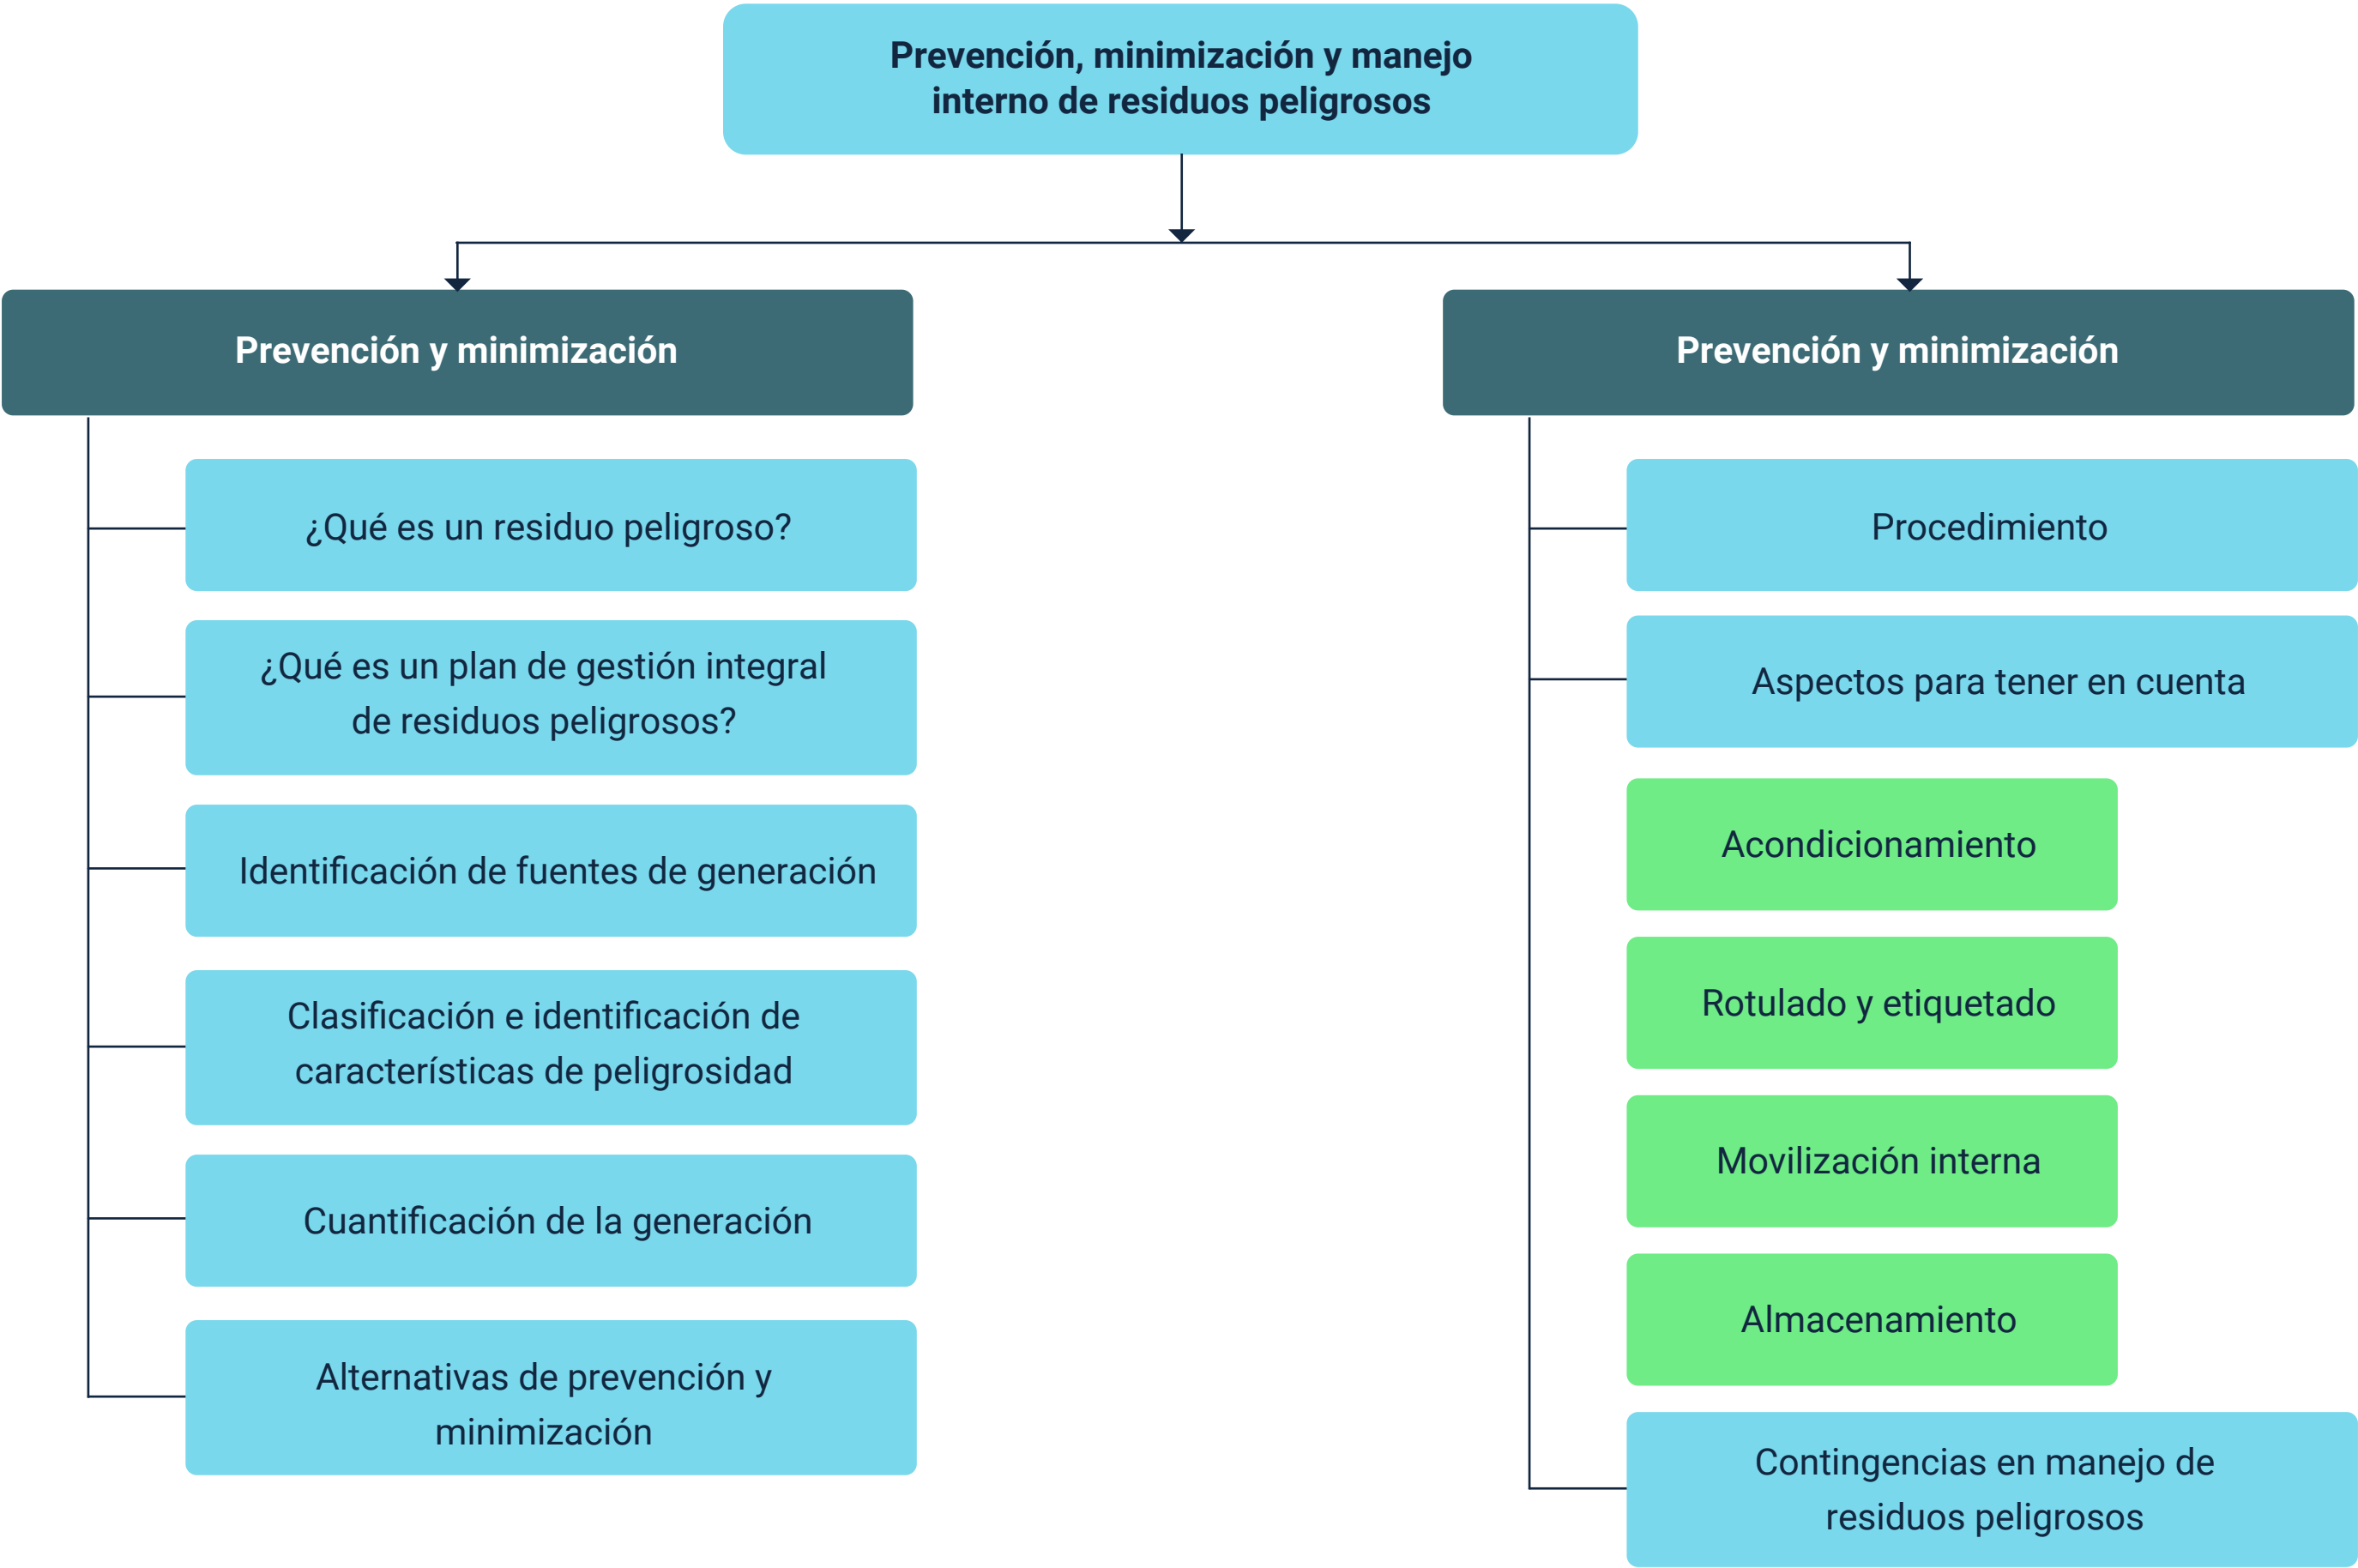 Prevención, minimización y manejo
interno de residuos peligrosos
Prevención y minimización
¿Qué es un residuo peligroso?
¿Qué es un plan de gestión integral
de residuos peligrosos?
Identificación de fuentes de generación
Clasificación e identificación de
características de peligrosidad
Cuantificación de la generación
Alternativas de prevención y
minimización
Prevención y minimización
Procedimiento
Aspectos para tener en cuenta
Acondicionamiento
Rotulado y etiquetado
Movilización interna
Almacenamiento
Contingencias en manejo de
residuos peligrosos